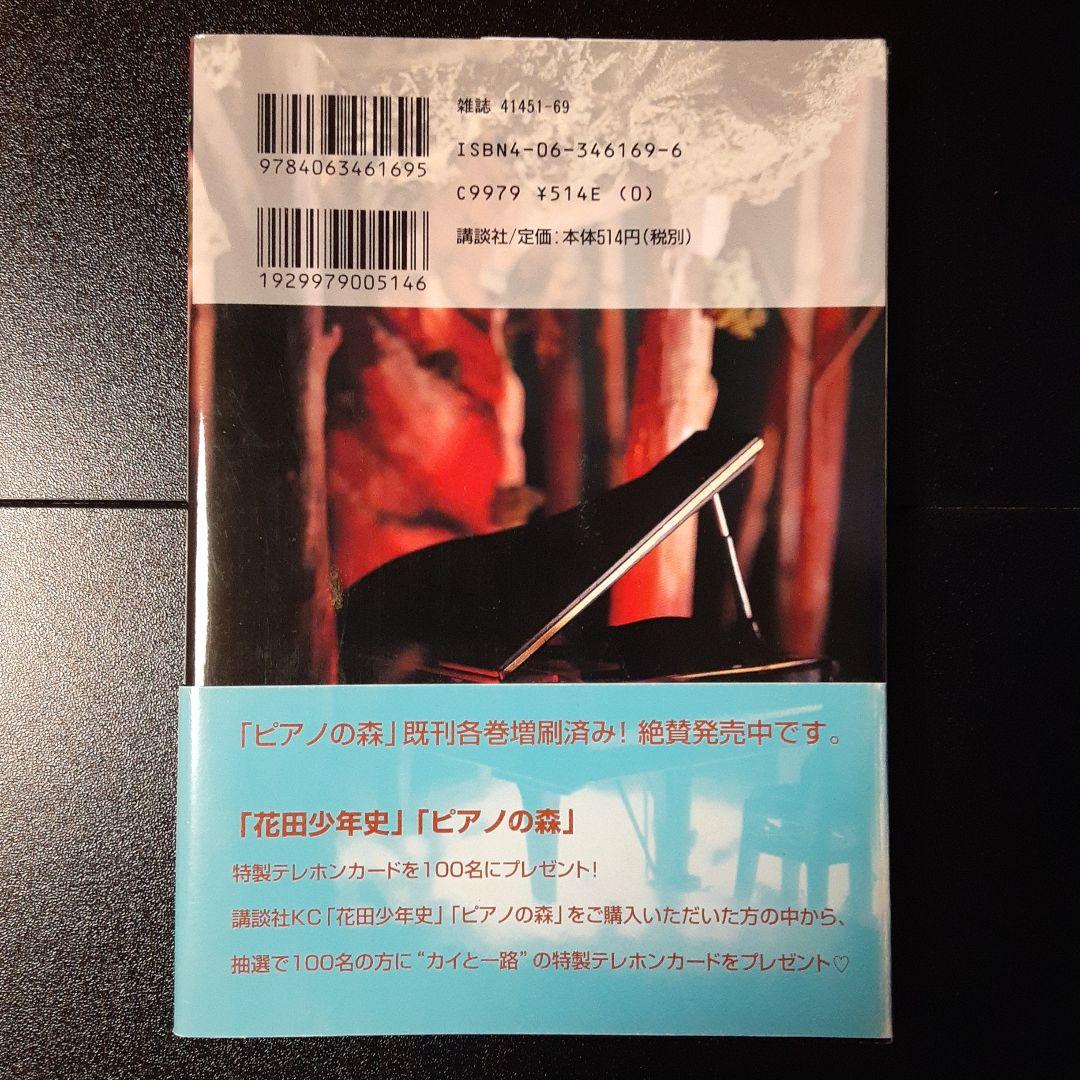 雑誌 41451-69
ISBN4-06-346169-6
9784063461695
C9979 ¥514E (0)
講談社/定価:本体514円(税別)
1929979005146
「ピアノの森」既刊各巻増刷済み! 絶賛発売中です。
「花田少年史」「ピアノの森」
特製テレホンカードを100名にプレゼント!
講談社KC「花田少年史」「ピアノの森」をご購入いただいた方の中から、
抽選で100名の方に“カイと一路”の特製テレホンカードをプレゼント♡